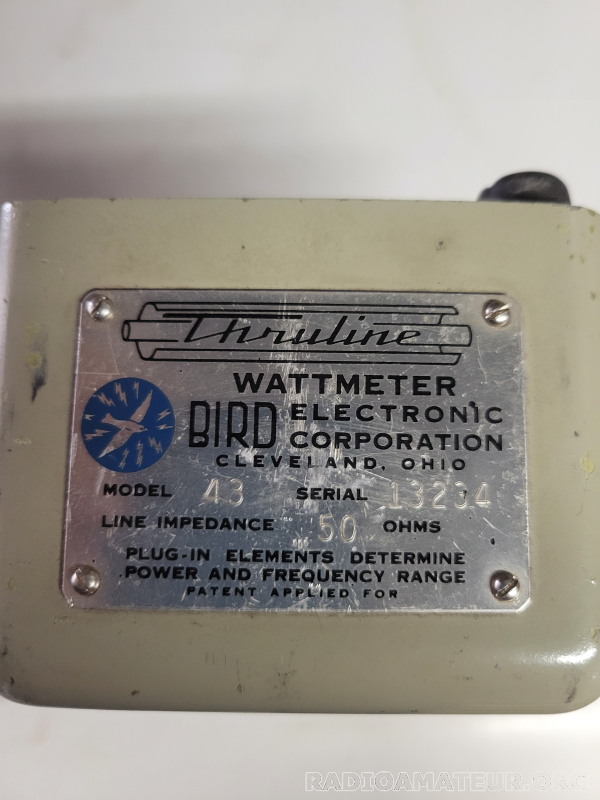 Thruline
WATTMETER
BIRD ELECTRONIC
CORPORATION
CLEVELAND, OHIO
MODEL 43 SERIAL 13234
LINE IMPEDANCE 50 OHMS
PLUG-IN ELEMENTS DETERMINE
POWER AND FREQUENCY RANGE
PATENT APPLIED FOR
RADIOAMATEUR.ORG